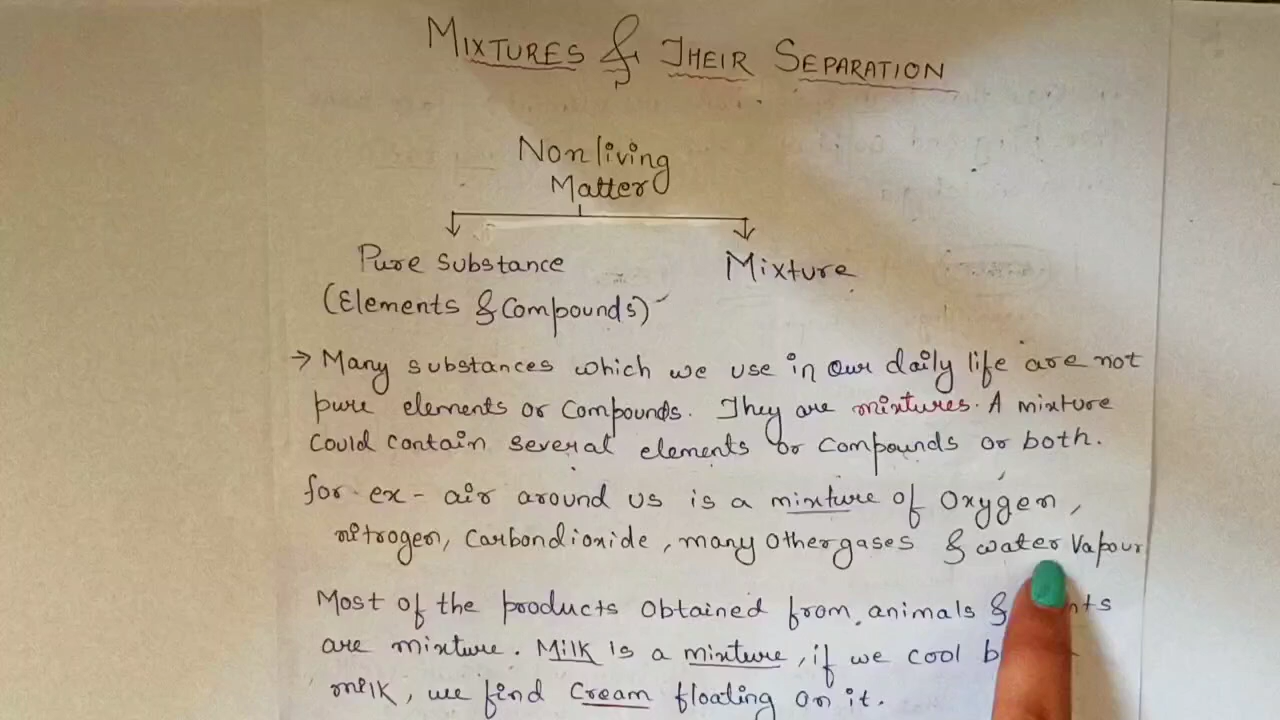 MIXTURES & THEIR SEPARATION
Nonliving
Matter
Pure Substance
Mixture
(Elements & Compounds)
→ Many substances which we use in our daily life are not
pure elements or compounds. They are mixtures. A mixture
could contain several elements or compounds or both.
for ex - air around us is a mixture of oxygen,
nitrogen, carbondioxide, many other gases & water vapour
Most of the products obtained from animals &
are mixture. Milk is a mixture, if we cool
milk, we find cream floating on it.